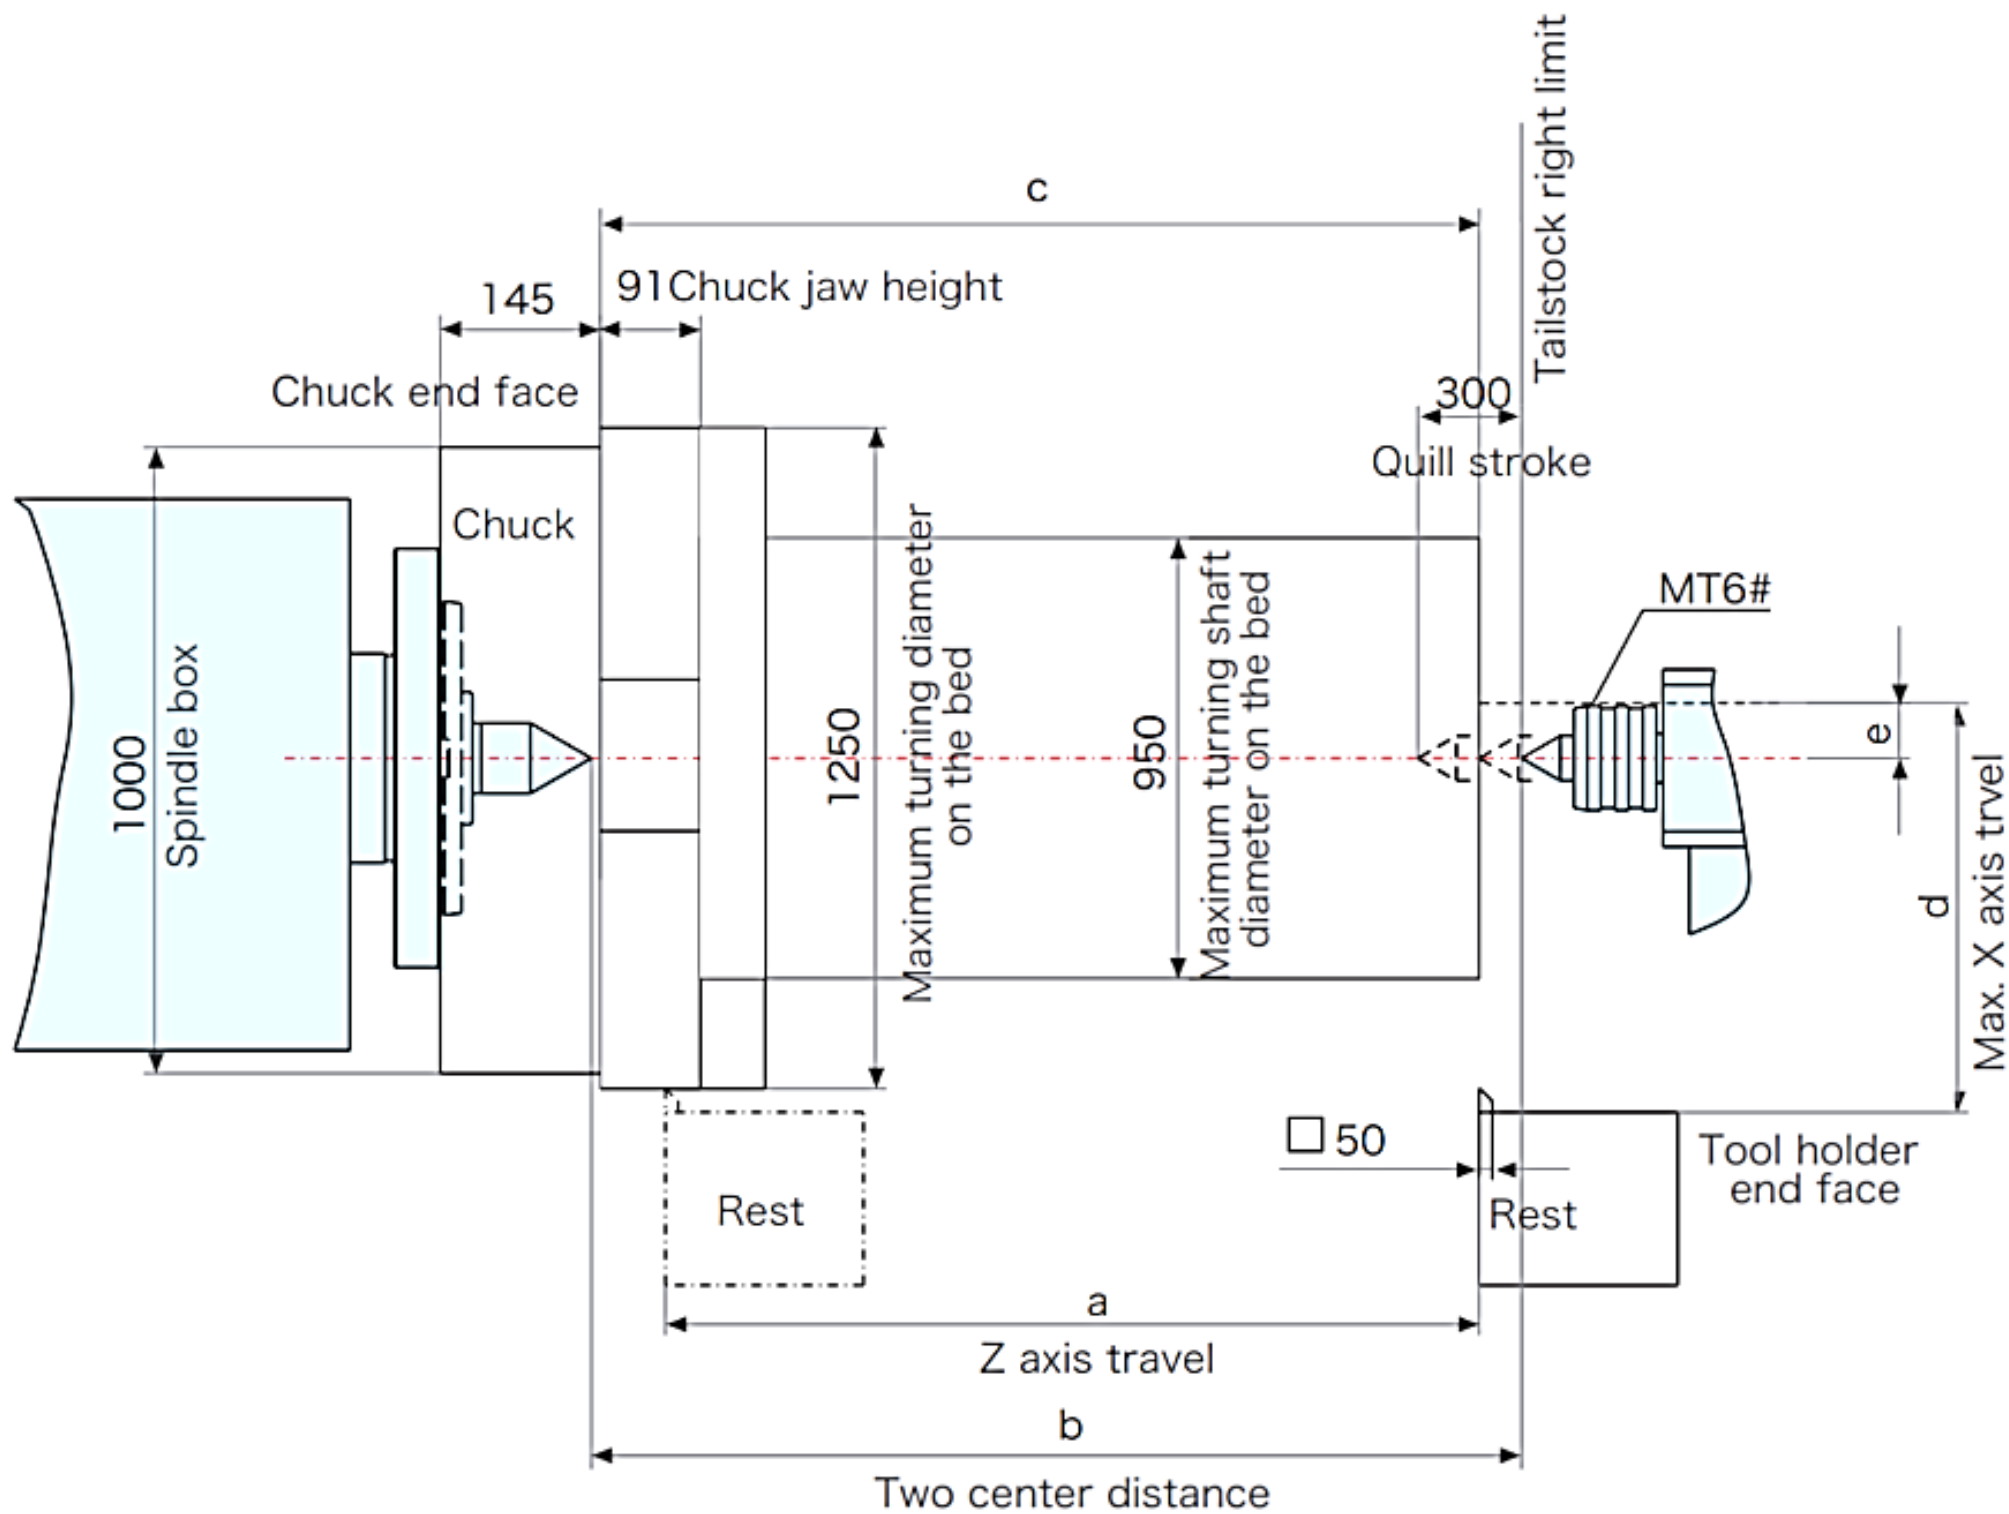 Tailstock right limit
c
91Chuck jaw height
145
Chuck end face
300
Quill stroke
Chuck
MT6#
1000
Spindle box
1250
Maximum turning diameter
on the bed
950
Maximum turning shaft
diameter on the bed
e
d
Max. X axis trvel
50
Tool holder
end face
Rest
Rest
a
Z axis travel
b
Two center distance